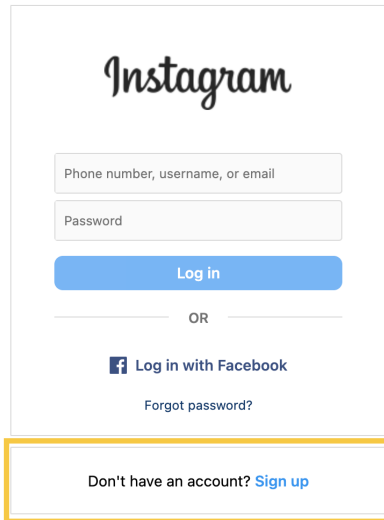 Instagram
Phone number, username, or email
Password
Log in
OR
Log in with Facebook
Forgot password?
Don't have an account? Sign up